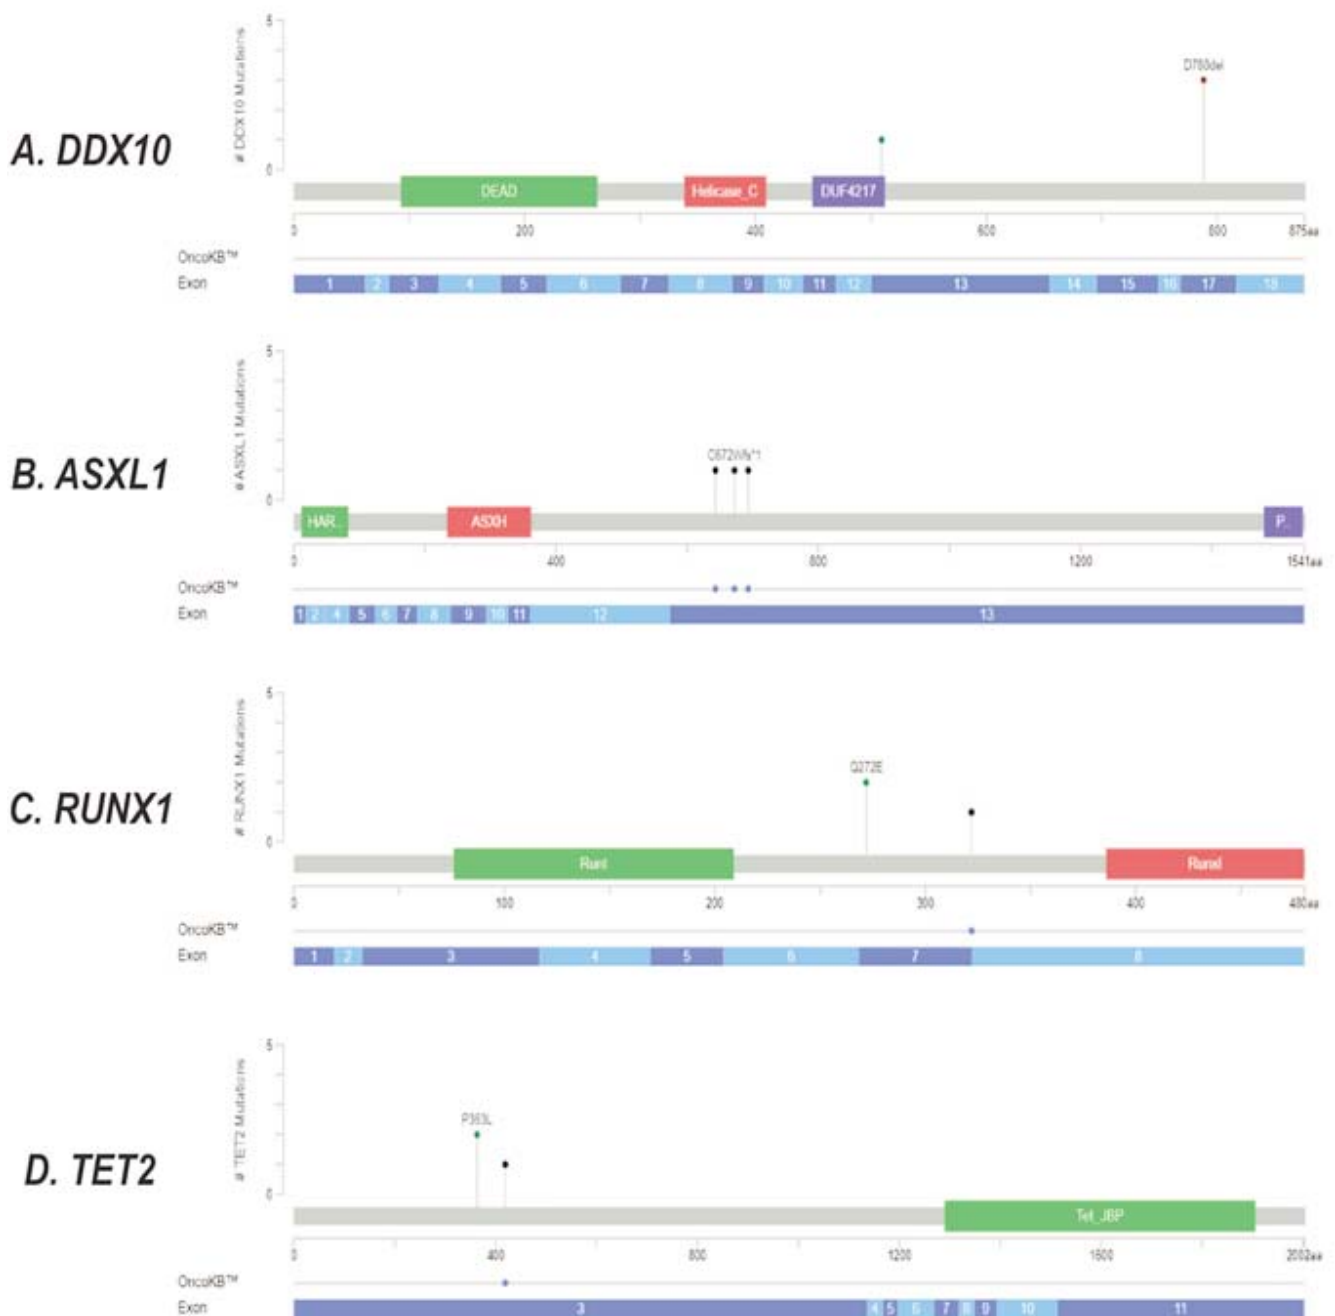 A. DDX10
# DDX10 Mutations
5
0
D788del
DEAD
Helicase_C
DUF4217
0 200 400 600 800 875aa
OncoKB™
Exon
1 2 3 4 5 6 7 8 9 10 11 12 13 14 15 16 17 18
B. ASXL1
# ASXL1 Mutations
5
0
C672Wfs*1
HAR..
ASXH
P..
0 400 800 1200 1541aa
OncoKB™
Exon
1 2 4 5 6 7 8 9 10 11 12 13
C. RUNX1
# RUNX1 Mutations
5
0
Q272E
Runt
RunxI
0 100 200 300 400 480aa
OncoKB™
Exon
1 2 3 4 5 6 7 8
D. TET2
# TET2 Mutations
5
0
P363L
Tet_JBP
0 400 800 1200 1600 2002aa
OncoKB™
Exon
3 4 5 6 7 8 9 10 11